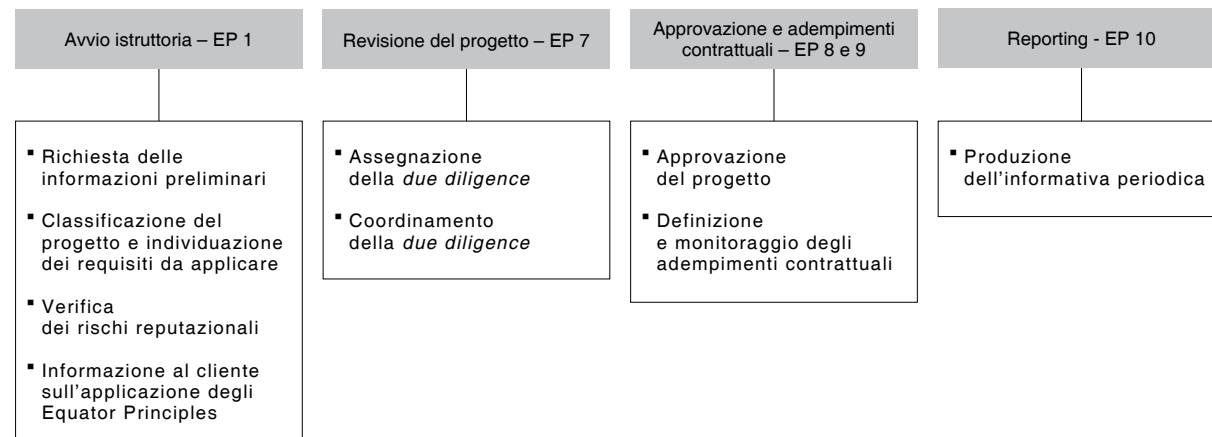 Avvio istruttoria – EP 1
▪ Richiesta delle
informazioni preliminari
▪ Classificazione del
progetto e individuazione
dei requisiti da applicare
▪ Verifica
dei rischi reputazionali
▪ Informazione al cliente
sull'applicazione degli
Equator Principles
Revisione del progetto – EP 7
▪ Assegnazione
della due diligence
▪ Coordinamento
della due diligence
Approvazione e adempimenti
contrattuali – EP 8 e 9
▪ Approvazione
del progetto
▪ Definizione
e monitoraggio degli
adempimenti contrattuali
Reporting - EP 10
▪ Produzione
dell'informativa periodica